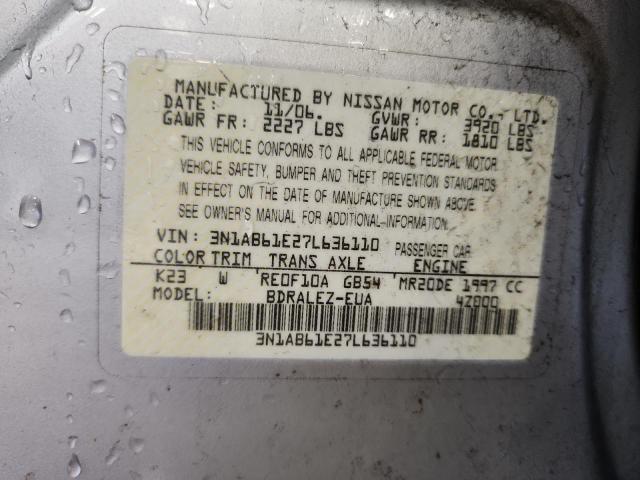 MANUFACTURED BY NISSAN MOTOR CO., LTD.
DATE: 11/06. GVWR: 3920 LBS
GAWR FR: 2227 LBS GAWR RR: 1810 LBS
THIS VEHICLE CONFORMS TO ALL APPLICABLE FEDERAL MOTOR
VEHICLE SAFETY, BUMPER AND THEFT PREVENTION STANDARDS
IN EFFECT ON THE DATE OF MANUFACTURE SHOWN ABOVE.
SEE OWNER'S MANUAL FOR ADDITIONAL-INFORMATION.
VIN: 3N1AB61E27L636110 PASSENGER CAR
COLOR TRIM TRANS AXLE ENGINE
K23 W RE0F10A GB54 MR20DE 1997 CC
MODEL: BDRALEZ-EUA 4Z000
3N1AB61E27L636110